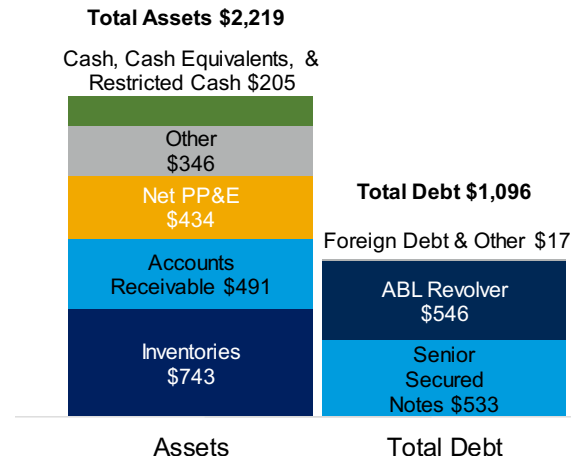 Total Assets $2,219
Cash, Cash Equivalents, &
Restricted Cash $205
Other
$346
Net PP&E
$434
Accounts
Receivable $491
Inventories
$743
Assets
Total Debt $1,096
Foreign Debt & Other $17
ABL Revolver
$546
Senior
Secured
Notes $533
Total Debt